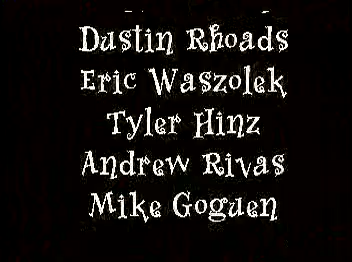 Dustin Rhoads
Eric Waszolek
Tyler Hinz
Andrew Rivas
Mike Goguen